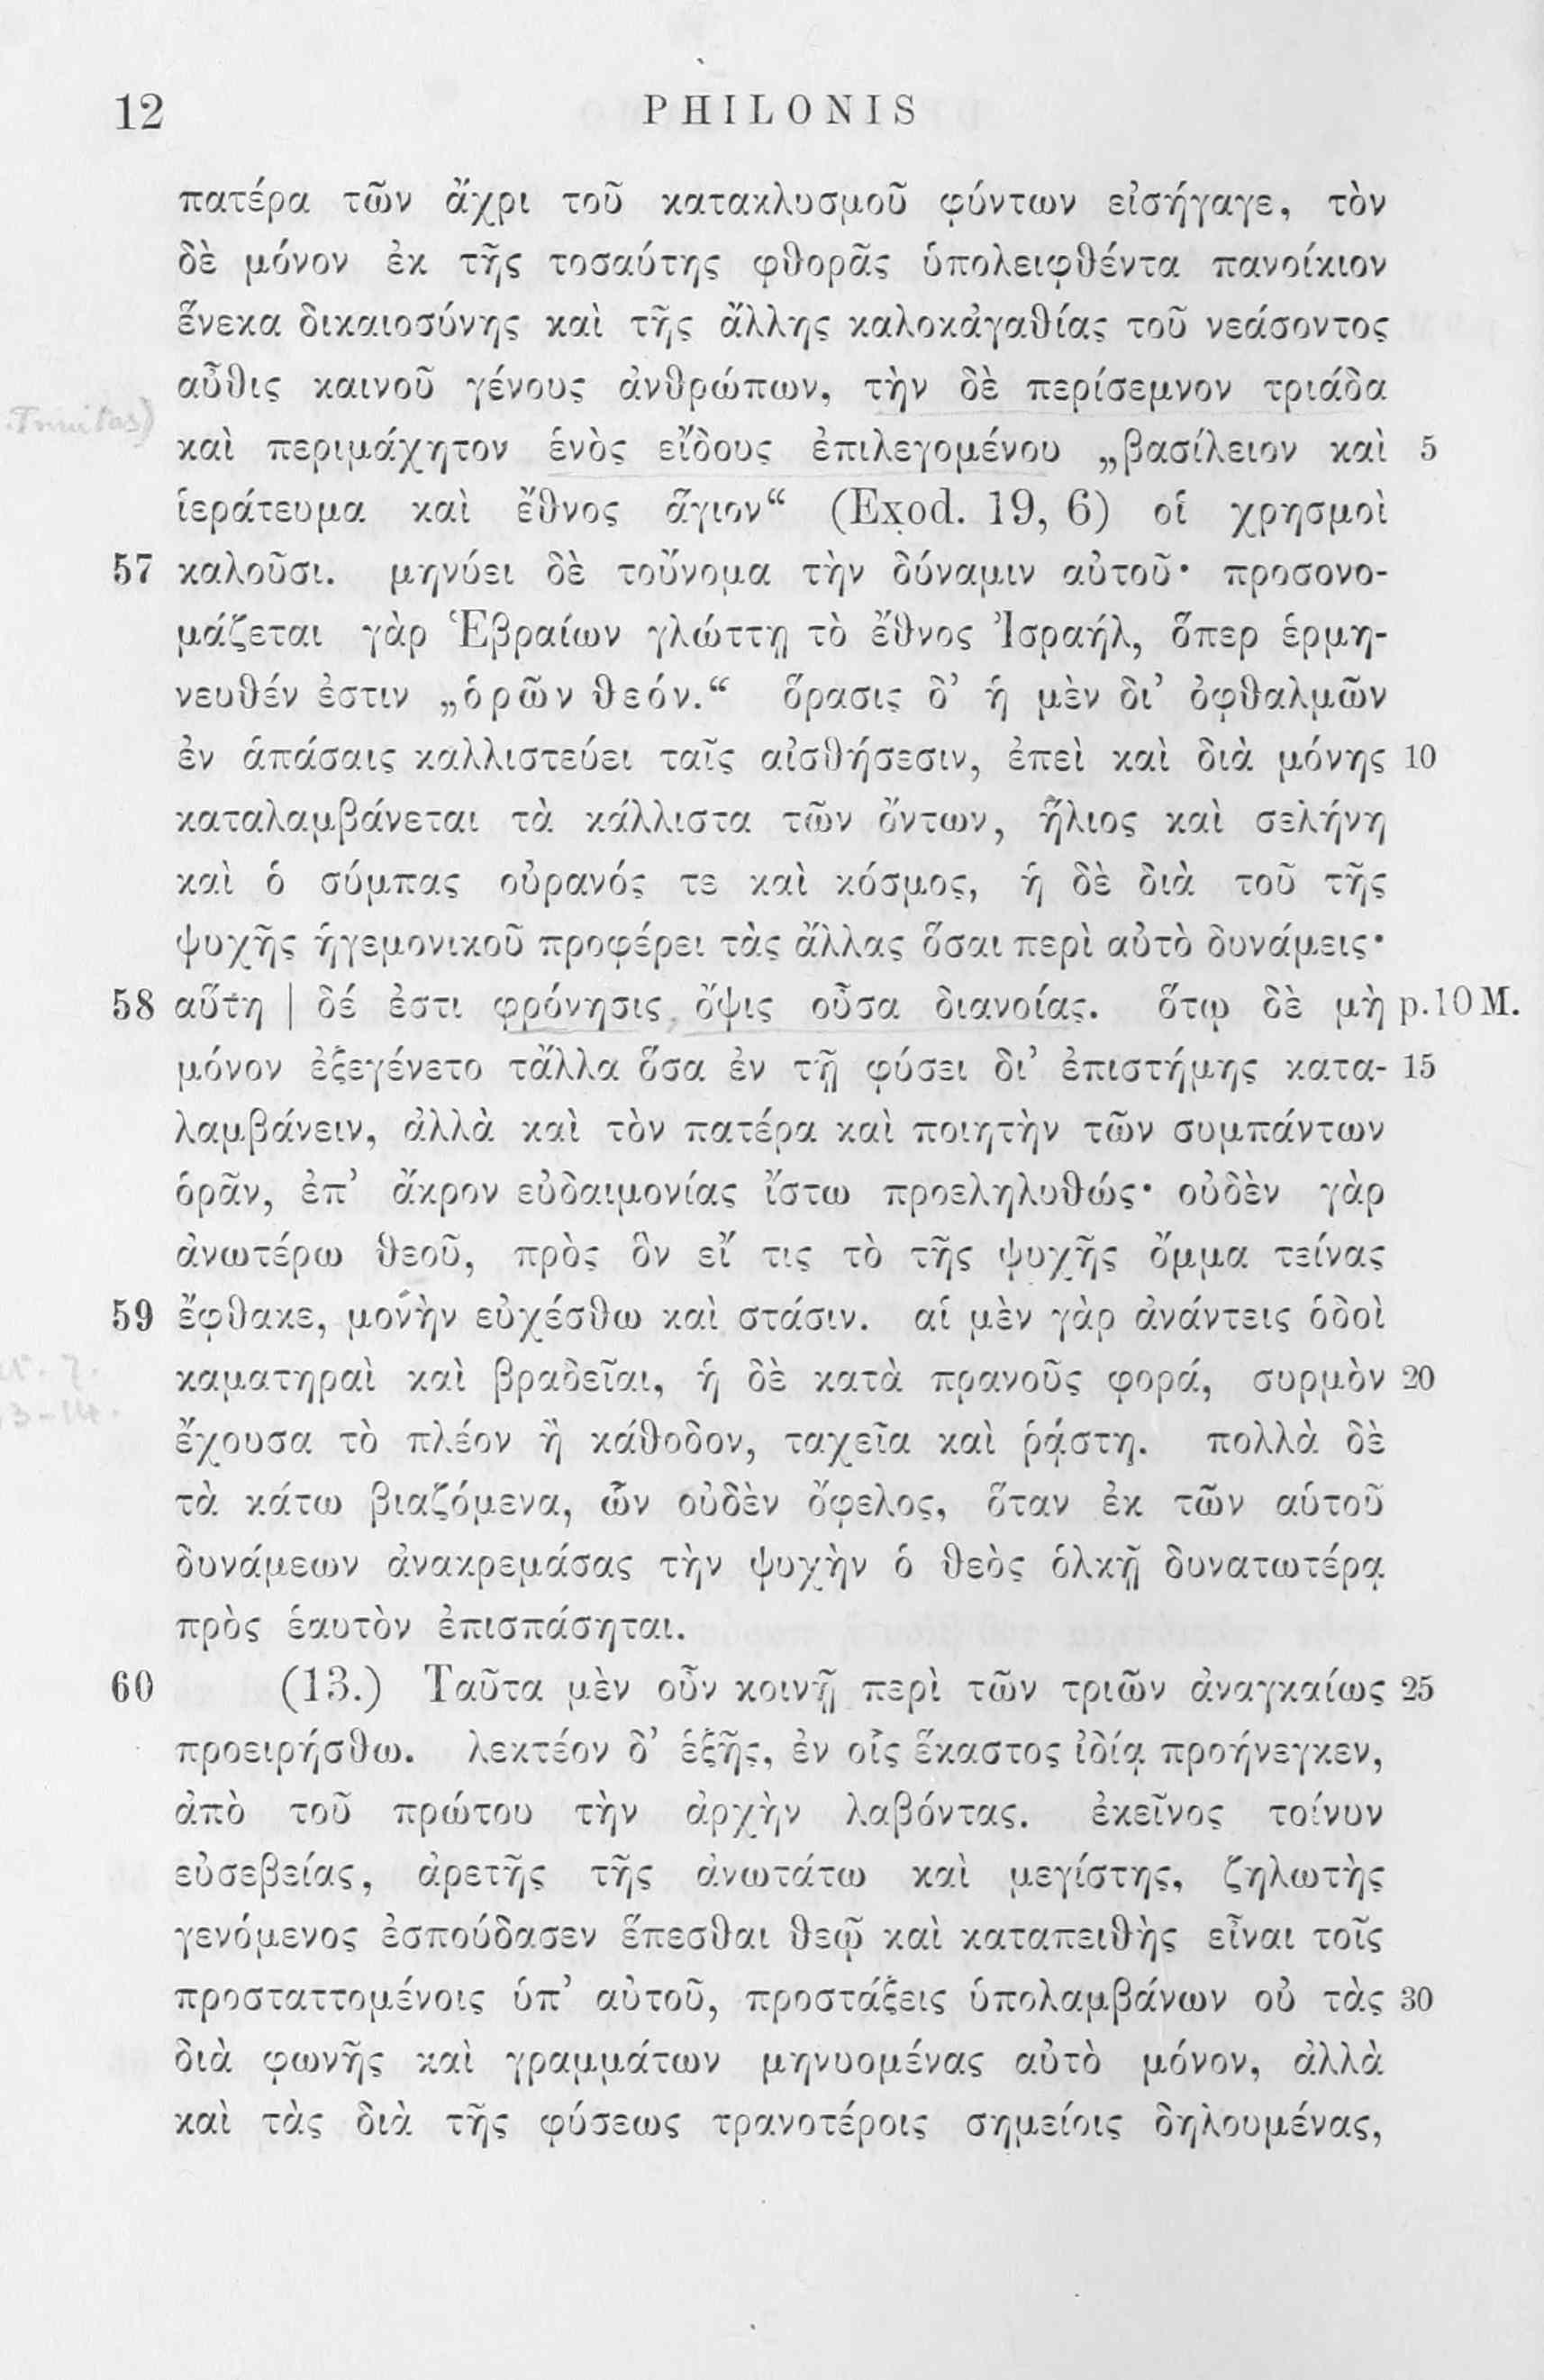 12 PHILONIS
πατέρα τῶν ἄχρι τοῦ κατακλυσμοῦ φύντων εἰσήγαγε, τὸν
δὲ μόνον ἐκ τῆς τοσαύτης φθορᾶς ὑπολειφθέντα πανοίκιον
ἕνεκα δικαιοσύνης καὶ τῆς ἄλλης καλοκἀγαθίας τοῦ νεάσοντος
αὖθις καινοῦ γένους ἀνθρώπων, τὴν δὲ περίσεμνον τριάδα
Trinitas)
καὶ περιμάχητον ἑνὸς εἴδους ἐπιλεγομένου „βασίλειον καὶ 5
ἱεράτευμα καὶ ἔθνος ἅγιον“ (Exod. 19, 6) οἱ χρησμοὶ
57 καλοῦσι. μηνύει δὲ τοὔνομα τὴν δύναμιν αὐτοῦ· προσονο-
μάζεται γὰρ Ἑβραίων γλώττῃ τὸ ἔθνος Ἰσραήλ, ὅπερ ἑρμη-
νευθέν ἐστιν „ὁρῶν θεόν.“ ὅρασις δ’ ἡ μὲν δι’ ὀφθαλμῶν
ἐν ἁπάσαις καλλιστεύει ταῖς αἰσθήσεσιν, ἐπεὶ καὶ διὰ μόνης 10
καταλαμβάνεται τὰ κάλλιστα τῶν ὄντων, ἥλιος καὶ σελήνη
καὶ ὁ σύμπας οὐρανός τε καὶ κόσμος, ἡ δὲ διὰ τοῦ τῆς
ψυχῆς ἡγεμονικοῦ προφέρει τὰς ἄλλας ὅσαι περὶ αὐτὸ δυνάμεις·
58 αὕτη | δέ ἐστι φρόνησις ὄψις οὖσα διανοίας. ὅτῳ δὲ μὴ p.10 M.
μόνον ἐξεγένετο τἄλλα ὅσα ἐν τῇ φύσει δι’ ἐπιστήμης κατα- 15
λαμβάνειν, ἀλλὰ καὶ τὸν πατέρα καὶ ποιητὴν τῶν συμπάντων
ὁρᾶν, ἐπ’ ἄκρον εὐδαιμονίας ἴστω προεληλυθώς· οὐδὲν γὰρ
ἀνωτέρω θεοῦ, πρὸς ὃν εἴ τις τὸ τῆς ψυχῆς ὄμμα τείνας
59 ἔφθακε, μονὴν εὐχέσθω καὶ στάσιν. αἱ μὲν γὰρ ἀνάντεις ὁδοὶ
καματηραὶ καὶ βραδεῖαι, ἡ δὲ κατὰ πρανοῦς φορά, συρμὸν 20
ἔχουσα τὸ πλέον ἢ κάθοδον, ταχεῖα καὶ ῥᾴστη. πολλὰ δὲ
τὰ κάτω βιαζόμενα, ὧν οὐδὲν ὄφελος, ὅταν ἐκ τῶν αὑτοῦ
δυνάμεων ἀνακρεμάσας τὴν ψυχὴν ὁ θεὸς ὁλκῇ δυνατωτέρᾳ
πρὸς ἑαυτὸν ἐπισπάσηται.
60 (13.) Ταῦτα μὲν οὖν κοινῇ περὶ τῶν τριῶν ἀναγκαίως 25
προειρήσθω. λεκτέον δ’ ἑξῆς, ἐν οἷς ἕκαστος ἰδίᾳ προήνεγκεν,
ἀπὸ τοῦ πρώτου τὴν ἀρχὴν λαβόντας. ἐκεῖνος τοίνυν
εὐσεβείας, ἀρετῆς τῆς ἀνωτάτω καὶ μεγίστης, ζηλωτὴς
γενόμενος ἐσπούδασεν ἕπεσθαι θεῷ καὶ καταπειθὴς εἶναι τοῖς
προσταττομένοις ὑπ’ αὐτοῦ, προστάξεις ὑπολαμβάνων οὐ τὰς 30
διὰ φωνῆς καὶ γραμμάτων μηνυομένας αὐτὸ μόνον, ἀλλὰ
καὶ τὰς διὰ τῆς φύσεως τρανοτέροις σημείοις δηλουμένας,